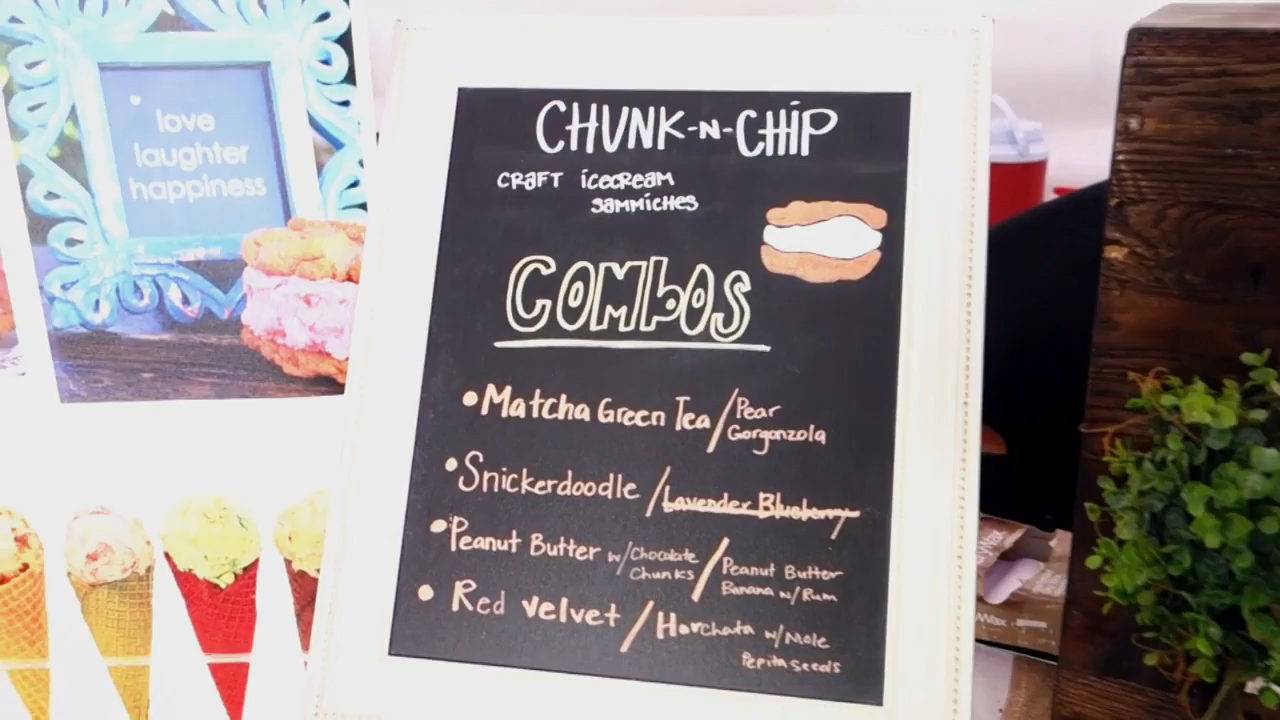 love
laughter
happiness
CHUNK-N-CHIP
CRAFT icecream
sammiches
COMbOS
• Matcha Green Tea / Pear
Gorgonzola
• Snickerdoodle / Lavender Blueberry
• Peanut Butter w/ Chocolate
Chunks / Peanut Butter
Banana w/ Rum
• Red velvet / Horchata w/ Mole
Pepita seeds